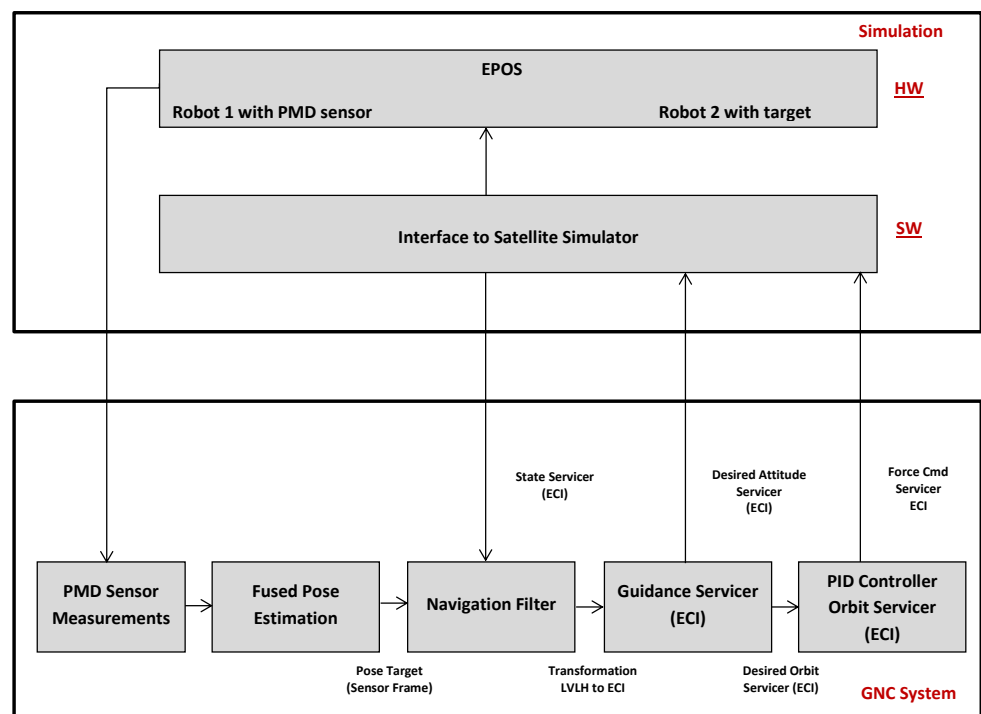 Simulation
EPOS
HW
Robot 1 with PMD sensor
Robot 2 with target
Interface to Satellite Simulator
SW
State Servicer
(ECI)
Desired Attitude
Servicer
(ECI)
Force Cmd
Servicer
ECI
PMD Sensor
Measurements
Fused Pose
Estimation
Navigation Filter
Guidance Servicer
(ECI)
PID Controller
Orbit Servicer
(ECI)
Pose Target
(Sensor Frame)
Transformation
LVLH to ECI
Desired Orbit
Servicer (ECI)
GNC System